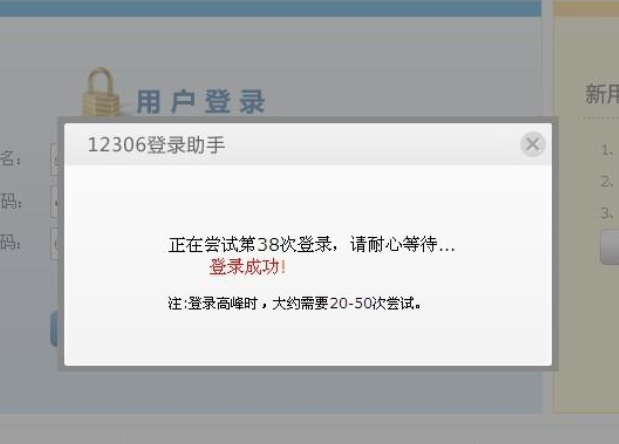 用户登录
新用
名：
12306登录助手
1、
码：
2、
3、
正在尝试第38次登录，请耐心等待...
码：
登录成功!
注:登录高峰时，大约需要20-50次尝试。